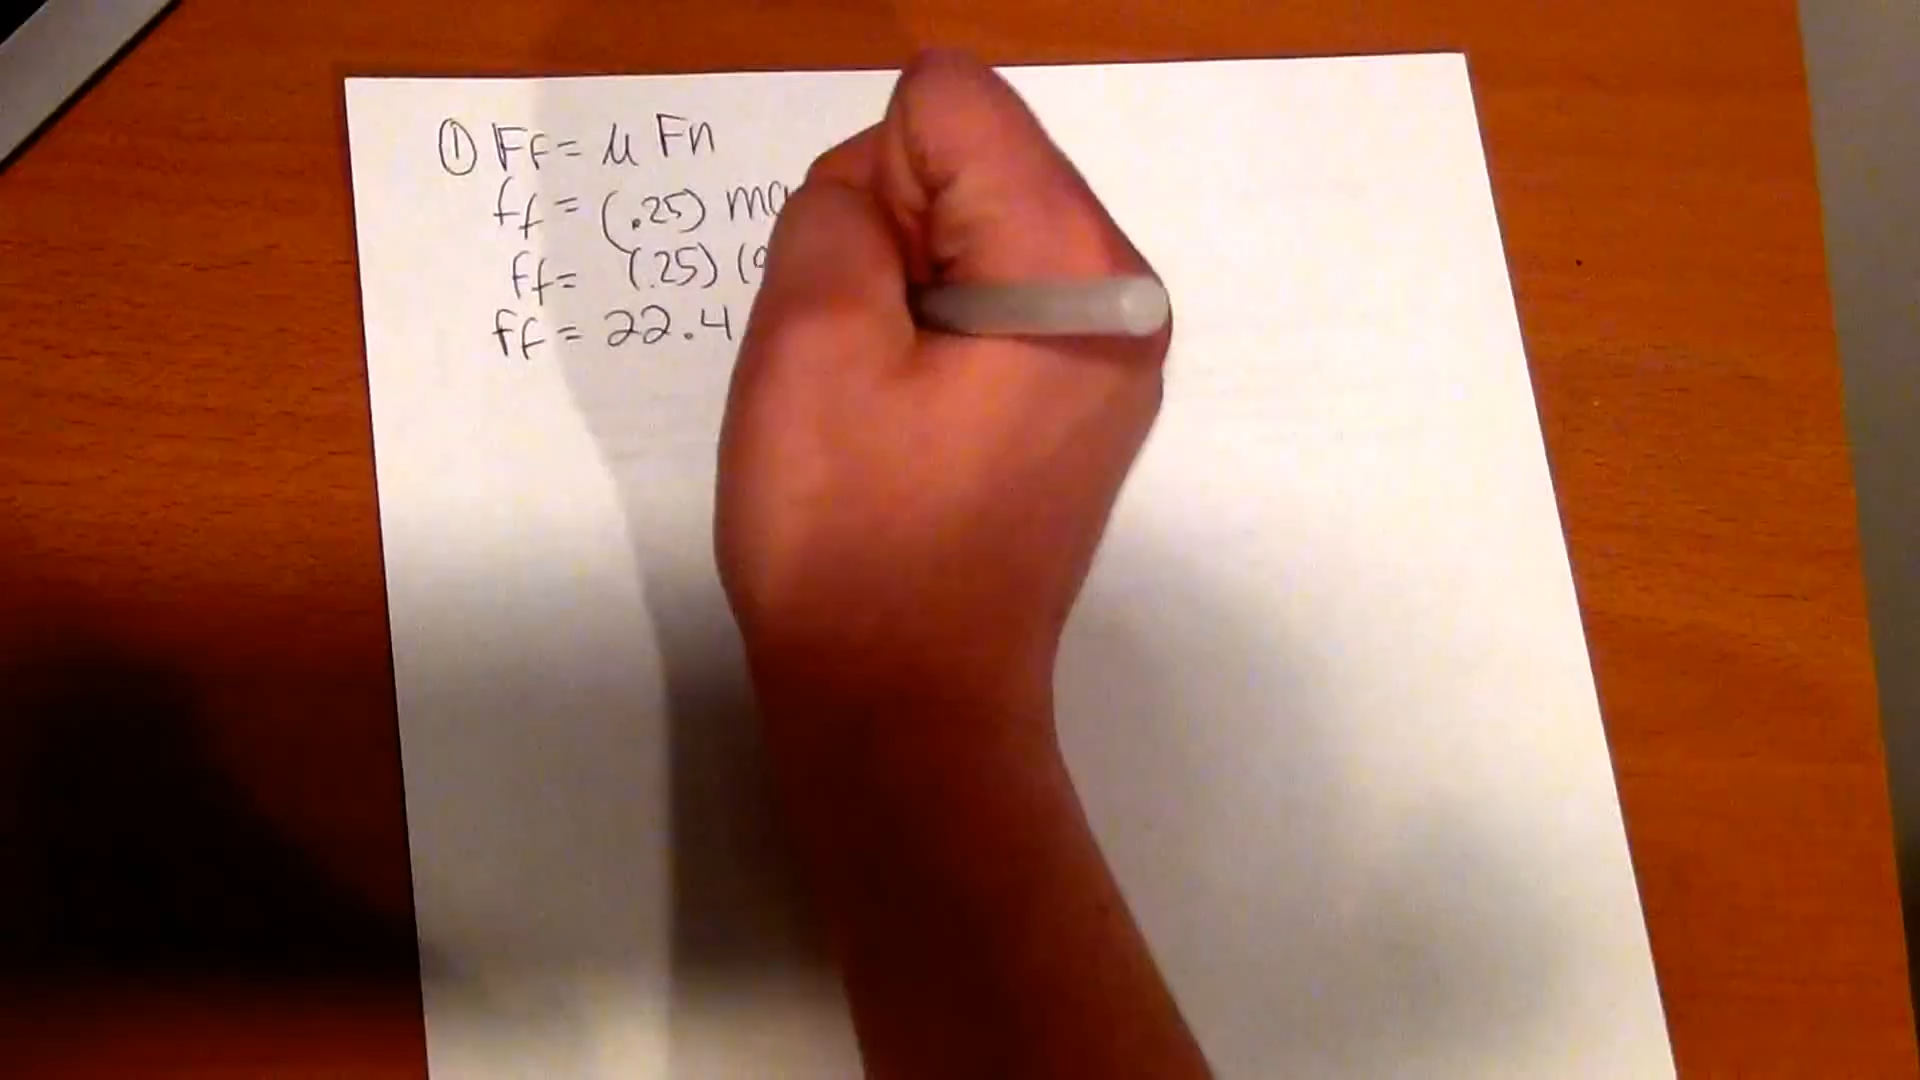 ① Ff = μ Fn
ff = (.25)
Ff = (.25)
ff = 22.4